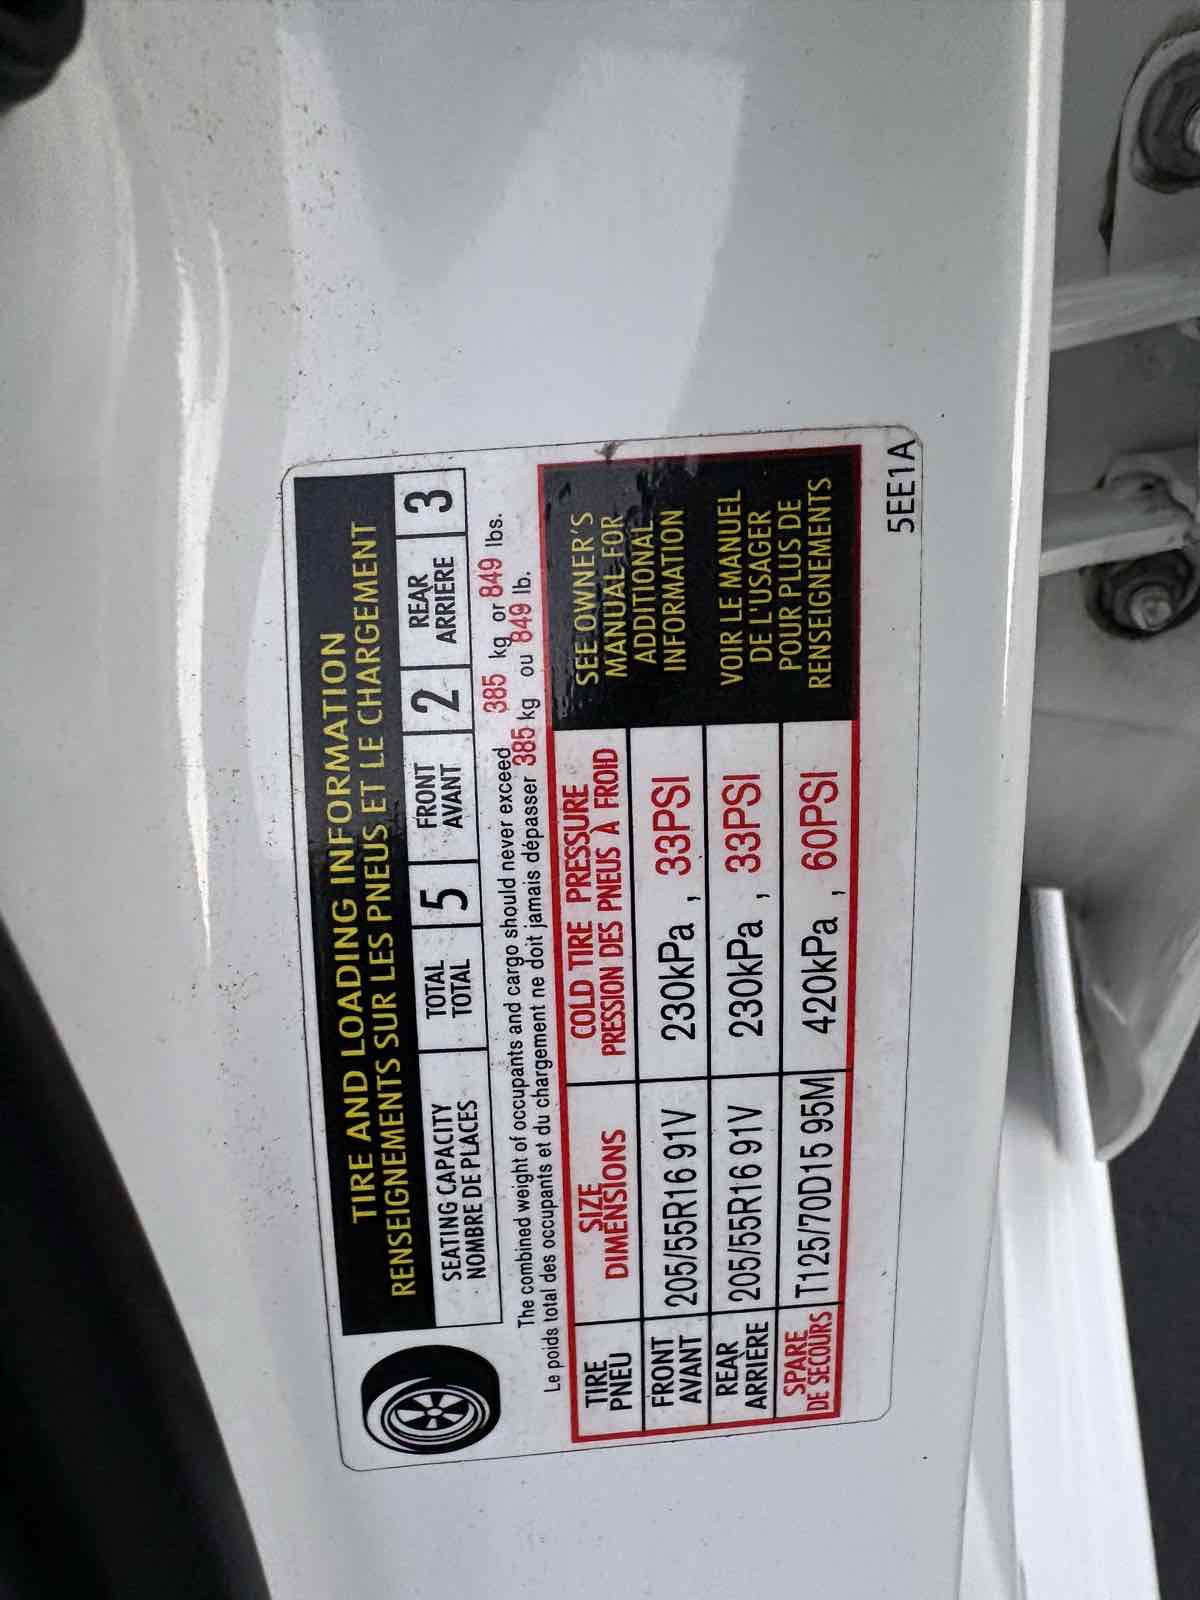 TIRE AND LOADING INFORMATION
RENSEIGNEMENTS SUR LES PNEUS ET LE CHARGEMENT
SEATING CAPACITY
NOMBRE DE PLACES
TOTAL
TOTAL
5
FRONT
AVANT
2
REAR
ARRIÈRE
3
The combined weight of occupants and cargo should never exceed 385 kg or 849 lbs.
Le poids total des occupants et du chargement ne doit jamais dépasser 385 kg ou 849 lb.
TIRE
PNEU
SIZE
DIMENSIONS
COLD TIRE PRESSURE
PRESSION DES PNEUS À FROID
FRONT
AVANT
205/55R16 91V
230kPa , 33PSI
REAR
ARRIÈRE
205/55R16 91V
230kPa , 33PSI
SPARE
DE SECOURS
T125/70D15 95M
420kPa , 60PSI
SEE OWNER'S
MANUAL FOR
ADDITIONAL
INFORMATION
VOIR LE MANUEL
DE L'USAGER
POUR PLUS DE
RENSEIGNEMENTS
5EE1A